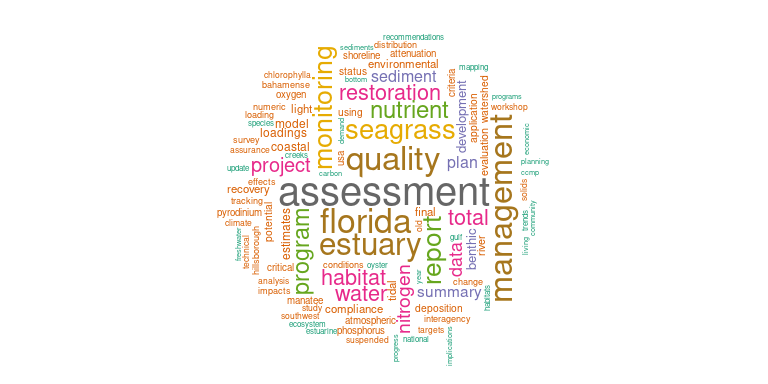 recommendations
sediments
distribution
shoreline
attenuation
environmental
chlorophylla
status
sediment
mapping
bahamense
bottom
criteria
oxygen
restoration
watershed
programs
numeric
light
monitoring
using
nutrient
development
application
workshop
loading
species
model
loadings
demand
seagrass
survey
coastal
evaluation
economic
assurance
creeks
usa
quality
plan
management
planning
update
project
carbon
ccmp
effects
recovery
assessment
solids
tracking
pyrodinium
potential
florida
final
total
trends
community
climate
estimates
old
freshwater
technical
hillsborough
program
estuary
report
gulf
data
benthic
river
living
critical
conditions
oyster
habitat
nitrogen
year
analysis
impacts
water
tidal
summary
change
habitats
manatee
study
compliance
deposition
southwest
atmospheric
interagency
ecosystem
estuarine
phosphorus
targets
suspended
progress
national
implications